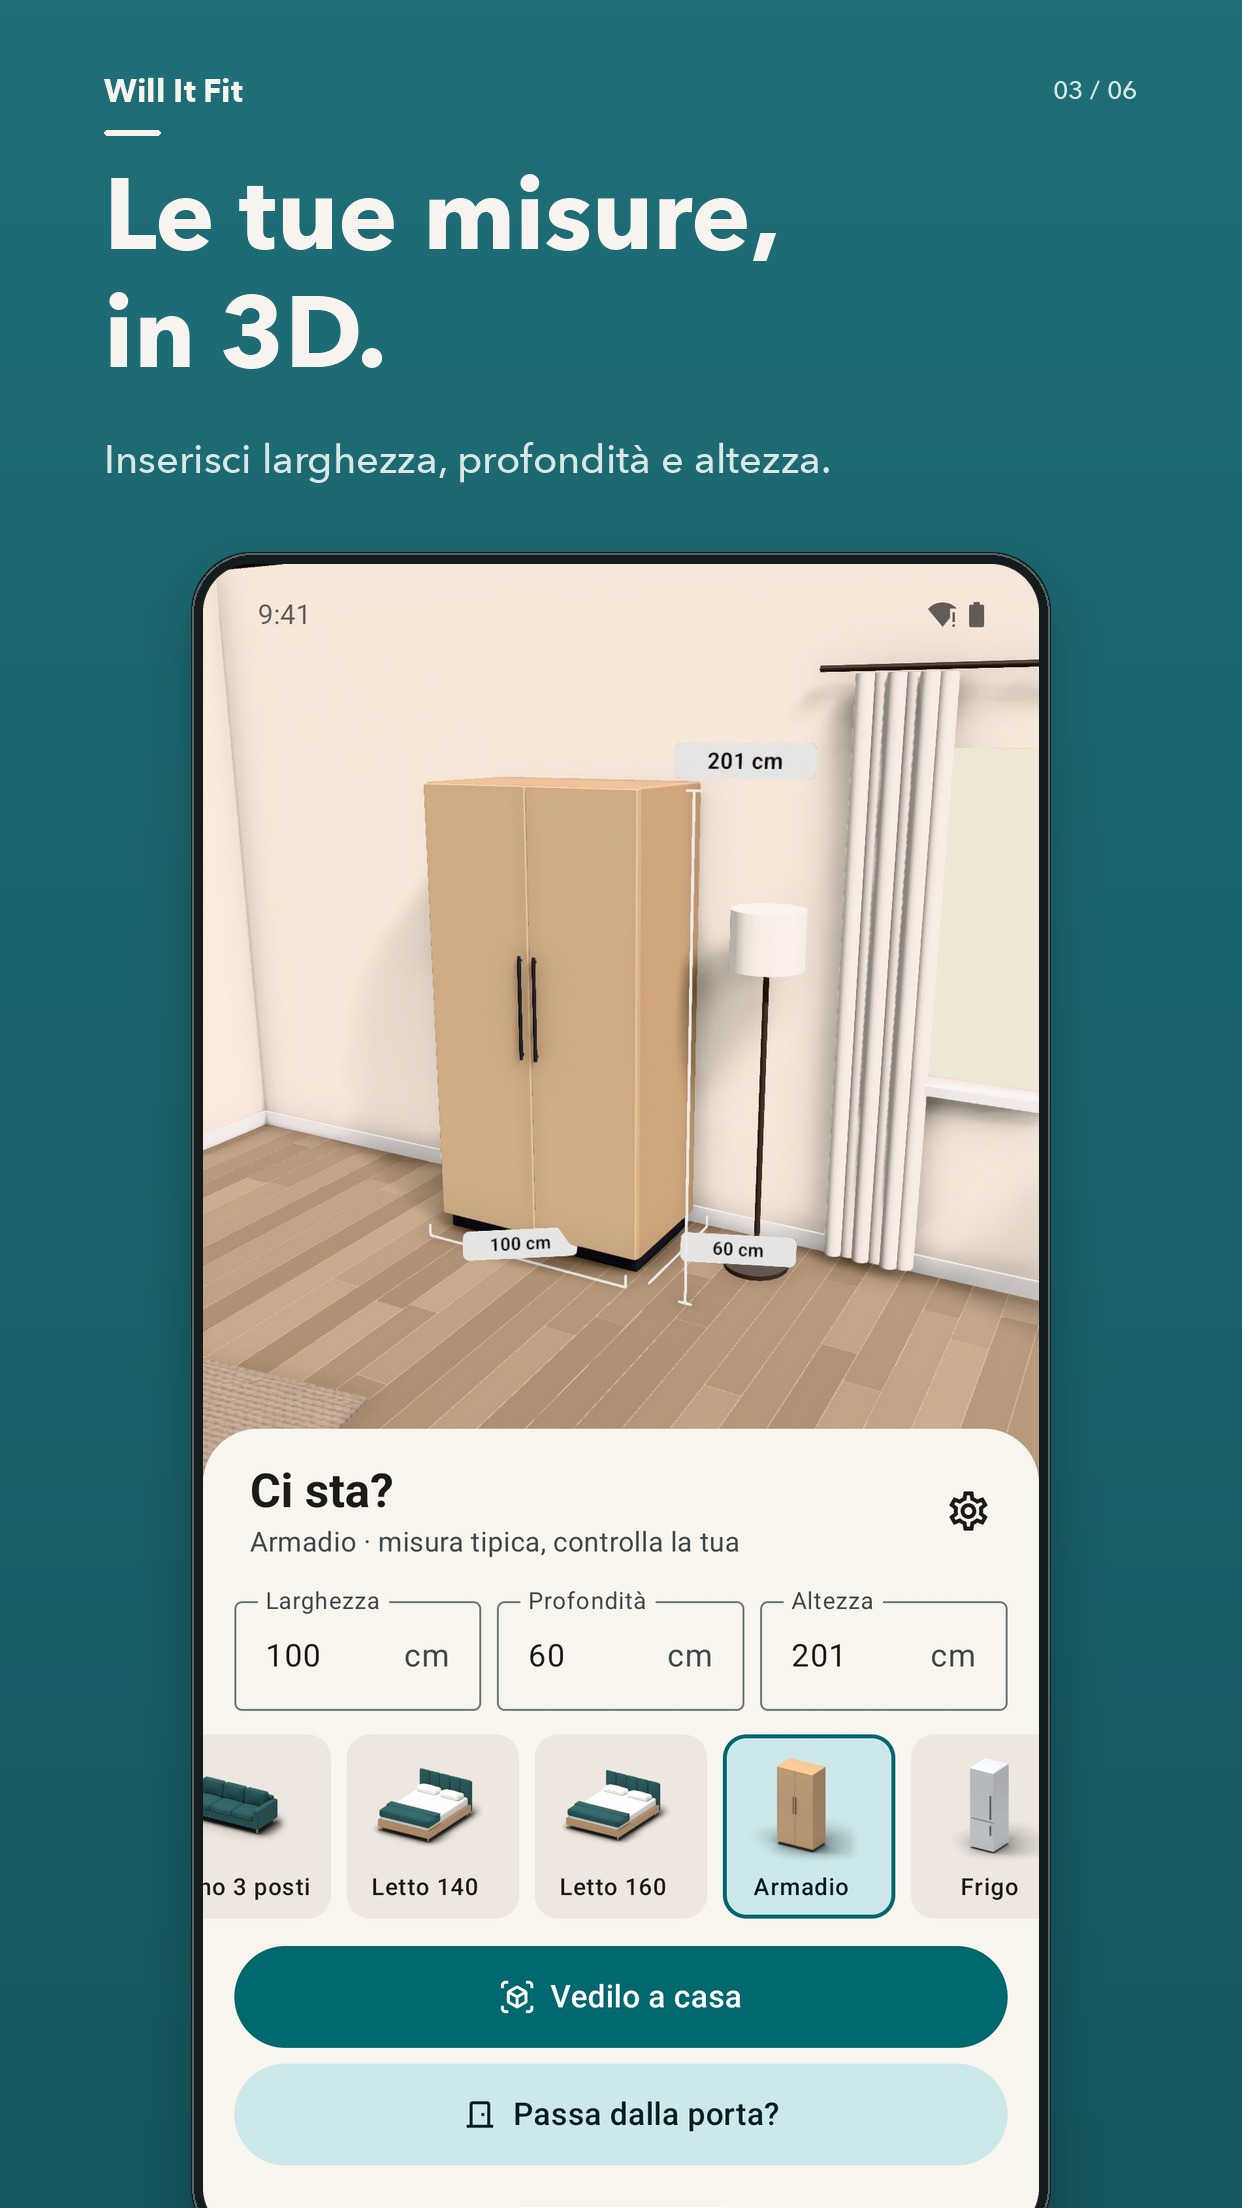 Will It Fit
03 / 06
Le tue misure,
in 3D.
Inserisci larghezza, profondità e altezza.
9:41
201 cm
100 cm
60 cm
Ci sta?
Armadio · misura tipica, controlla la tua
Larghezza
Profondità
Altezza
100 cm
60 cm
201 cm
no 3 posti
Letto 140
Letto 160
Armadio
Frigo
Vedilo a casa
Passa dalla porta?